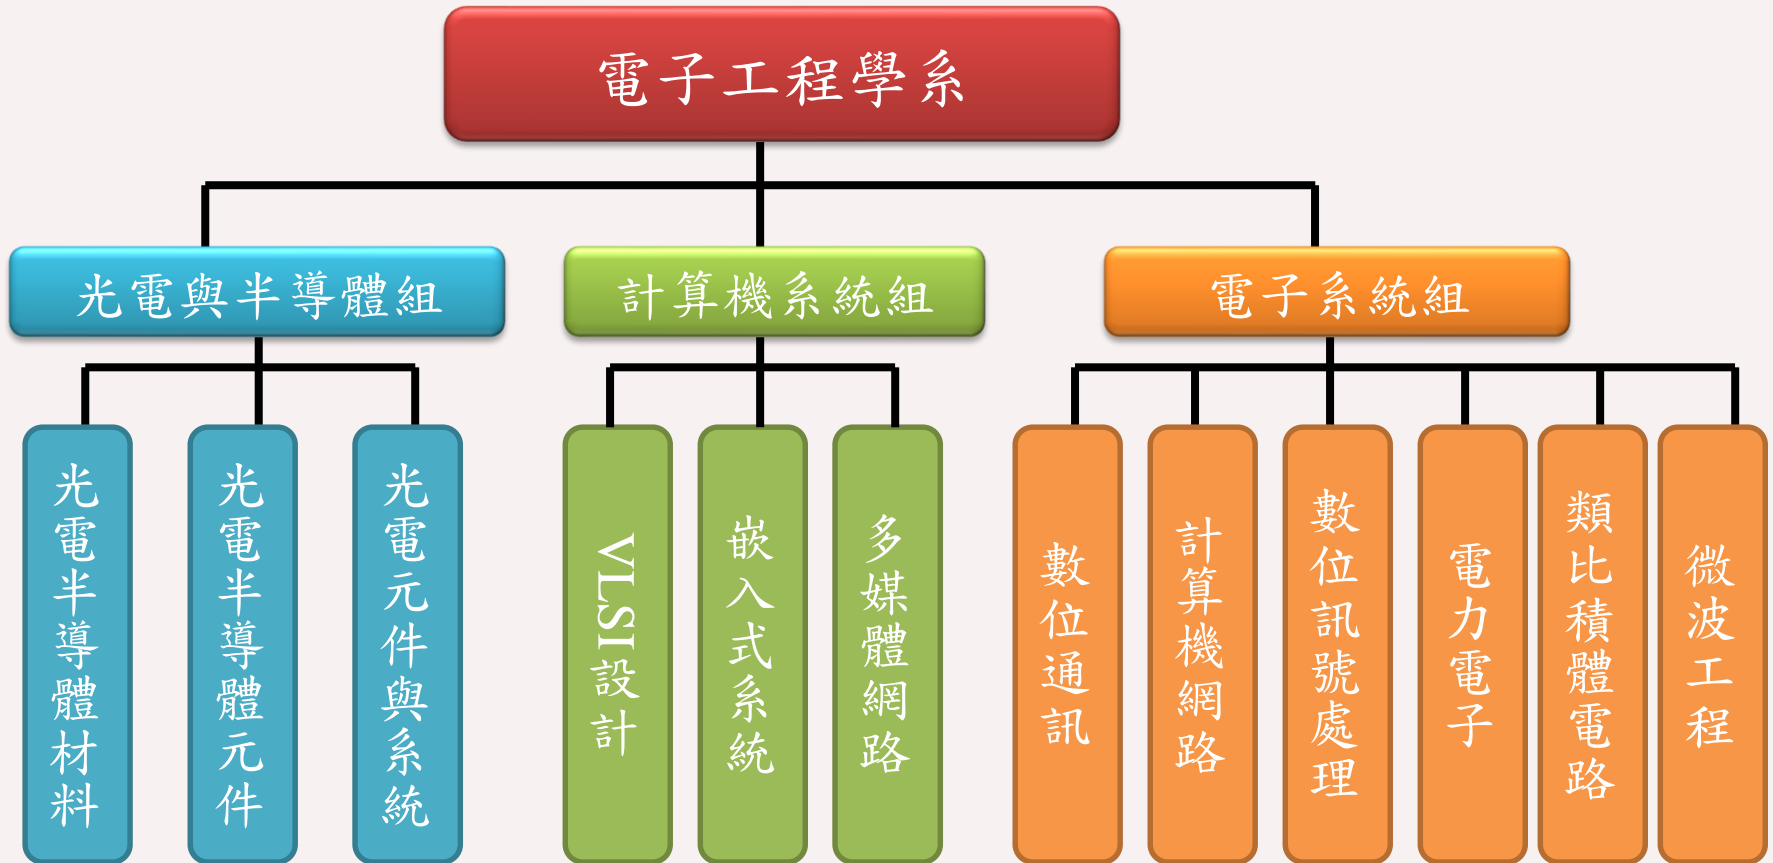 電子工程學系
光電與半導體組
計算機系統組
電子系統組
光電半導體材料
光電半導體元件
光電元件與系統
VLSI設計
嵌入式系統
多媒體網路
數位通訊
計算機網路
數位訊號處理
電力電子
類比積體電路
微波工程